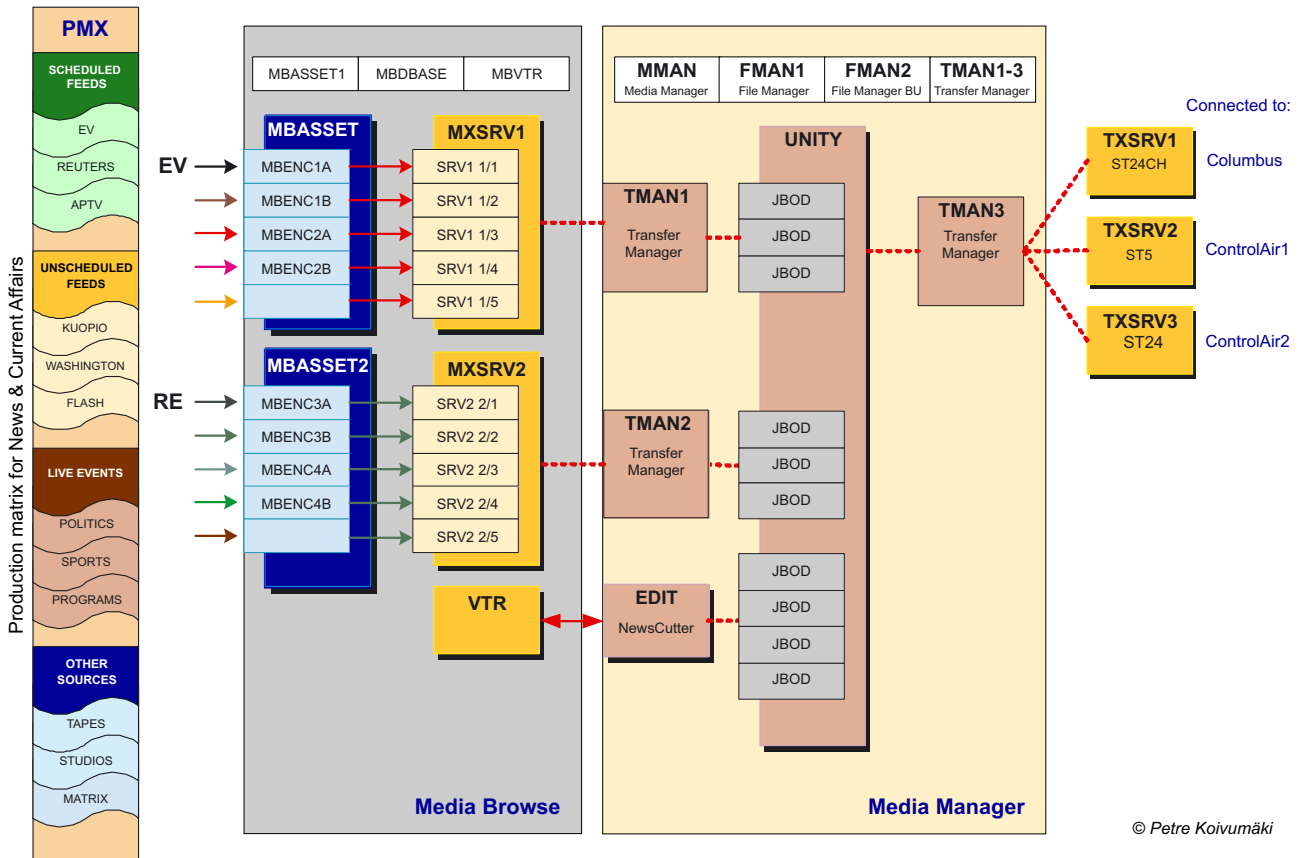 Production matrix for News & Current Affairs
PMX
SCHEDULED
FEEDS
EV
REUTERS
APTV
UNSCHEDULED
FEEDS
KUOPIO
WASHINGTON
FLASH
LIVE EVENTS
POLITICS
SPORTS
PROGRAMS
OTHER
SOURCES
TAPES
STUDIOS
MATRIX
EV
RE
MBASSET1
MBDBASE
MBVTR
MBASSET
MBENC1A
MBENC1B
MBENC2A
MBENC2B
MXSRV1
SRV1 1/1
SRV1 1/2
SRV1 1/3
SRV1 1/4
SRV1 1/5
MBASSET2
MBENC3A
MBENC3B
MBENC4A
MBENC4B
MXSRV2
SRV2 2/1
SRV2 2/2
SRV2 2/3
SRV2 2/4
SRV2 2/5
VTR
Media Browse
MMAN
Media Manager
FMAN1
File Manager
FMAN2
File Manager BU
TMAN1-3
Transfer Manager
TMAN1
Transfer
Manager
TMAN2
Transfer
Manager
EDIT
NewsCutter
UNITY
JBOD
JBOD
JBOD
JBOD
JBOD
JBOD
JBOD
JBOD
JBOD
JBOD
TMAN3
Transfer
Manager
Media Manager
Connected to:
TXSRV1
ST24CH
Columbus
TXSRV2
ST5
ControlAir1
TXSRV3
ST24
ControlAir2
© Petre Koivumäki